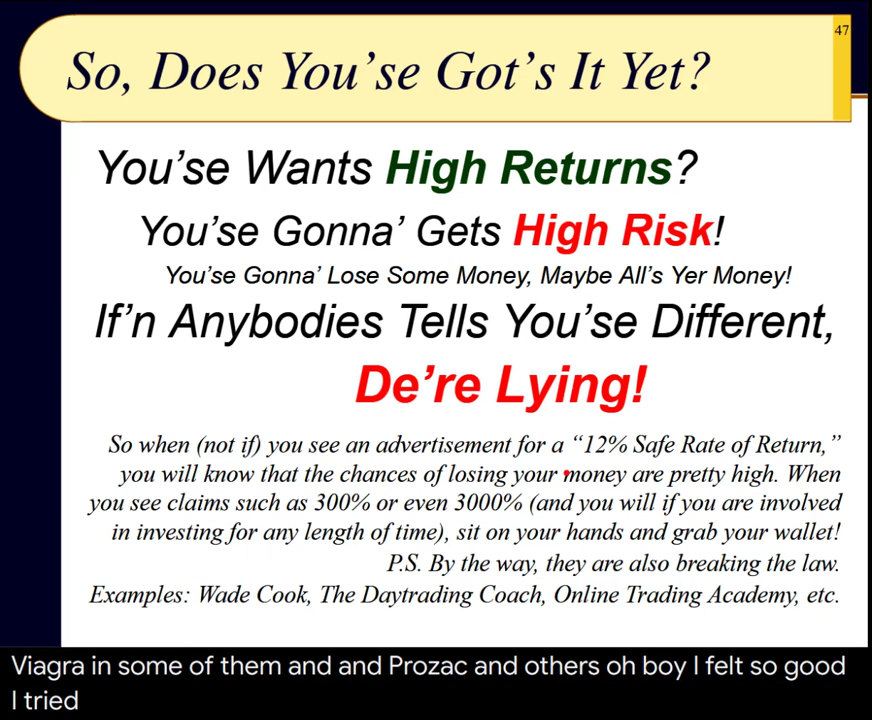 47
So, Does You’se Got’s It Yet?
You’se Wants High Returns?
You’se Gonna’ Gets High Risk!
You’se Gonna’ Lose Some Money, Maybe All’s Yer Money!
If’n Anybodies Tells You’se Different,
De’re Lying!
So when (not if) you see an advertisement for a “12% Safe Rate of Return,”
you will know that the chances of losing your money are pretty high. When
you see claims such as 300% or even 3000% (and you will if you are involved
in investing for any length of time), sit on your hands and grab your wallet!
P.S. By the way, they are also breaking the law.
Examples: Wade Cook, The Daytrading Coach, Online Trading Academy, etc.
Viagra in some of them and and Prozac and others oh boy I felt so good
I tried